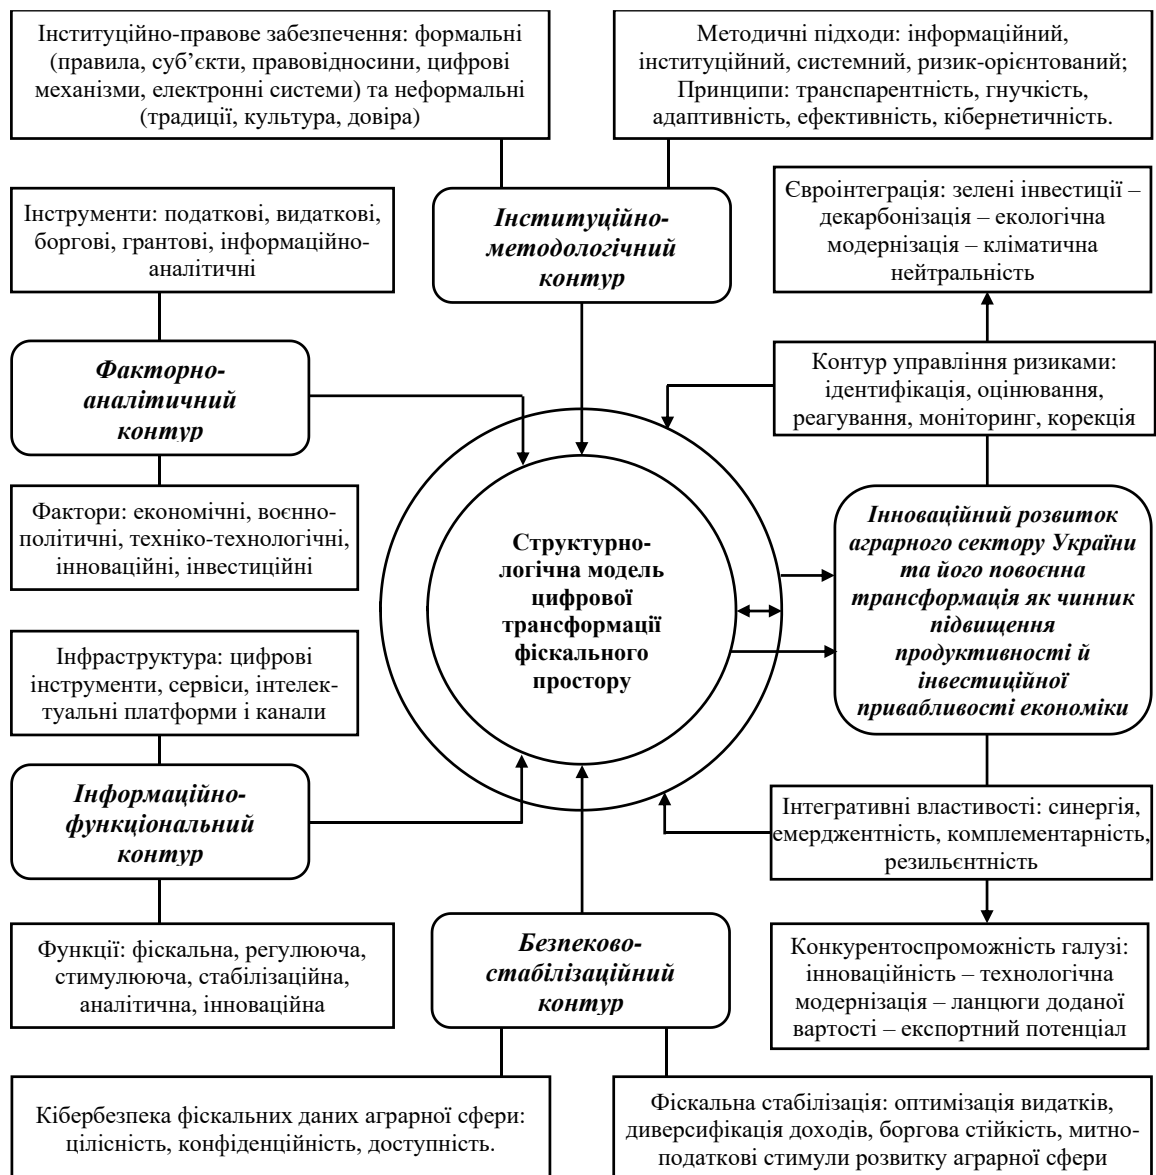 Інституційно-правове забезпечення: формальні
(правила, суб’єкти, правовідносини, цифрові
механізми, електронні системи) та неформальні
(традиції, культура, довіра)
Методичні підходи: інформаційний,
інституційний, системний, ризик-орієнтований;
Принципи: транспарентність, гнучкість,
адаптивність, ефективність, кібернетичність.
Інструменти: податкові, видаткові,
боргові, грантові, інформаційно-
аналітичні
Інституційно-
методологічний
контур
Євроінтеграція: зелені інвестиції –
декарбонізація – екологічна
модернізація – кліматична
нейтральність
Факторно-
аналітичний
контур
Контур управління ризиками:
ідентифікація, оцінювання,
реагування, моніторинг, корекція
Фактори: економічні, воєнно-
політичні, техніко-технологічні,
інноваційні, інвестиційні
Структурно-
логічна модель
цифрової
трансформації
фіскального
простору
Інноваційний розвиток
аграрного сектору України
та його повоєнна
трансформація як чинник
підвищення
продуктивності й
інвестиційної
привабливості економіки
Інфраструктура: цифрові
інструменти, сервіси, інтелек-
туальні платформи і канали
Інформаційно-
функціональний
контур
Інтегративні властивості: синергія,
емерджентність, комплементарність,
резильєнтність
Функції: фіскальна, регулююча,
стимулююча, стабілізаційна,
аналітична, інноваційна
Безпеково-
стабілізаційний
контур
Конкурентоспроможність галузі:
інноваційність – технологічна
модернізація – ланцюги доданої
вартості – експортний потенціал
Кібербезпека фіскальних даних аграрної сфери:
цілісність, конфіденційність, доступність.
Фіскальна стабілізація: оптимізація видатків,
диверсифікація доходів, боргова стійкість, митно-
податкові стимули розвитку аграрної сфери